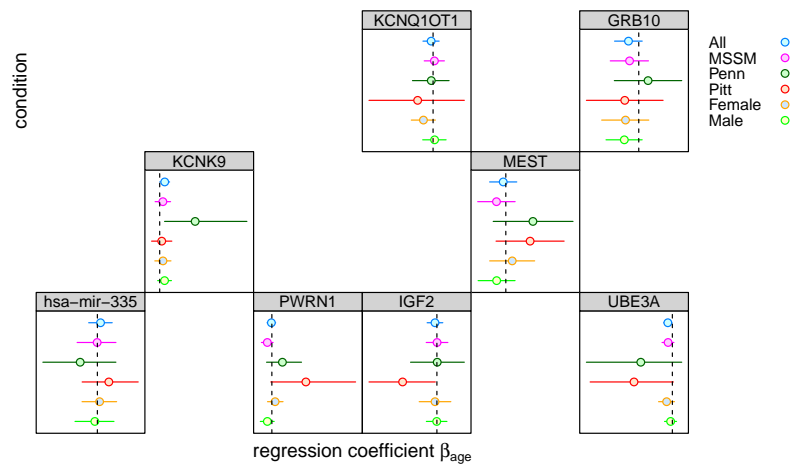 KCNQ1OT1
GRB10
All
MSSM
Penn
Pitt
Female
Male
condition
KCNK9
MEST
hsa−mir−335
PWRN1
IGF2
UBE3A
regression coefficient βage